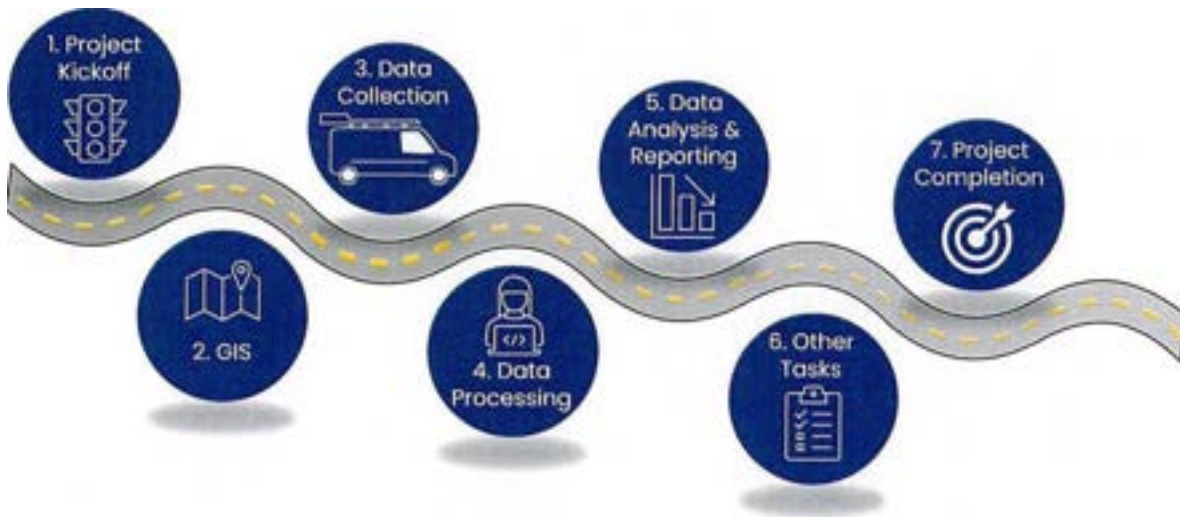 1. Project
Kickoff
2. GIS
3. Data
Collection
4. Data
Processing
</>
5. Data
Analysis &
Reporting
6. Other
Tasks
7. Project
Completion